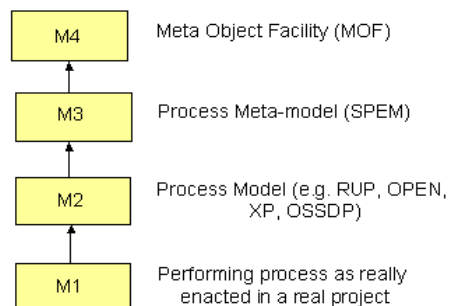 M4 Meta Object Facility (MOF)
M3 Process Meta-model (SPEM)
M2 Process Model (e.g. RUP, OPEN,
XP, OSSDP)
M1 Performing process as really
enacted in a real project